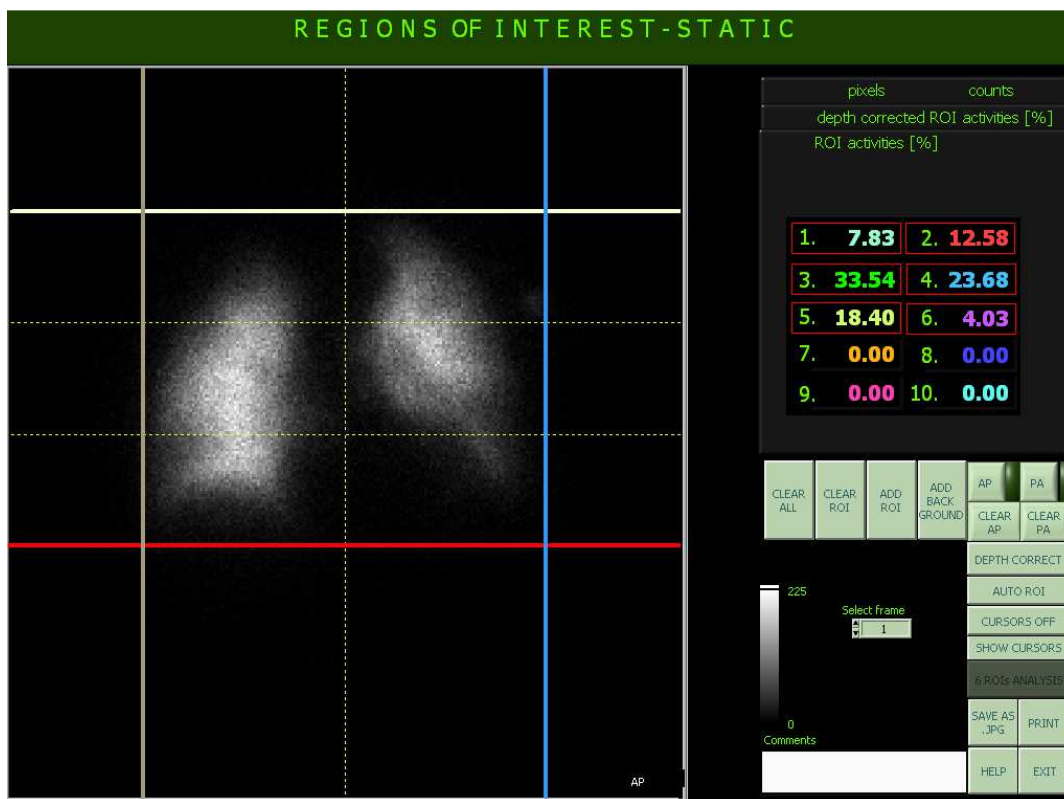 REGIONS OF INTEREST-STATIC
pixels counts
depth corrected ROI activities [%]
ROI activities [%]
1. 7.83 2. 12.58
3. 33.54 4. 23.68
5. 18.40 6. 4.03
7. 0.00 8. 0.00
9. 0.00 10. 0.00
CLEAR ALL
CLEAR ROI
ADD ROI
ADD BACK GROUND
AP
PA
CLEAR AP
CLEAR PA
DEPTH CORRECT
AUTO ROI
CURSORS OFF
SHOW CURSORS
6 ROIs ANALYSIS
225
Select frame
1
0
SAVE AS .JPG
PRINT
Comments
HELP
EXIT
AP